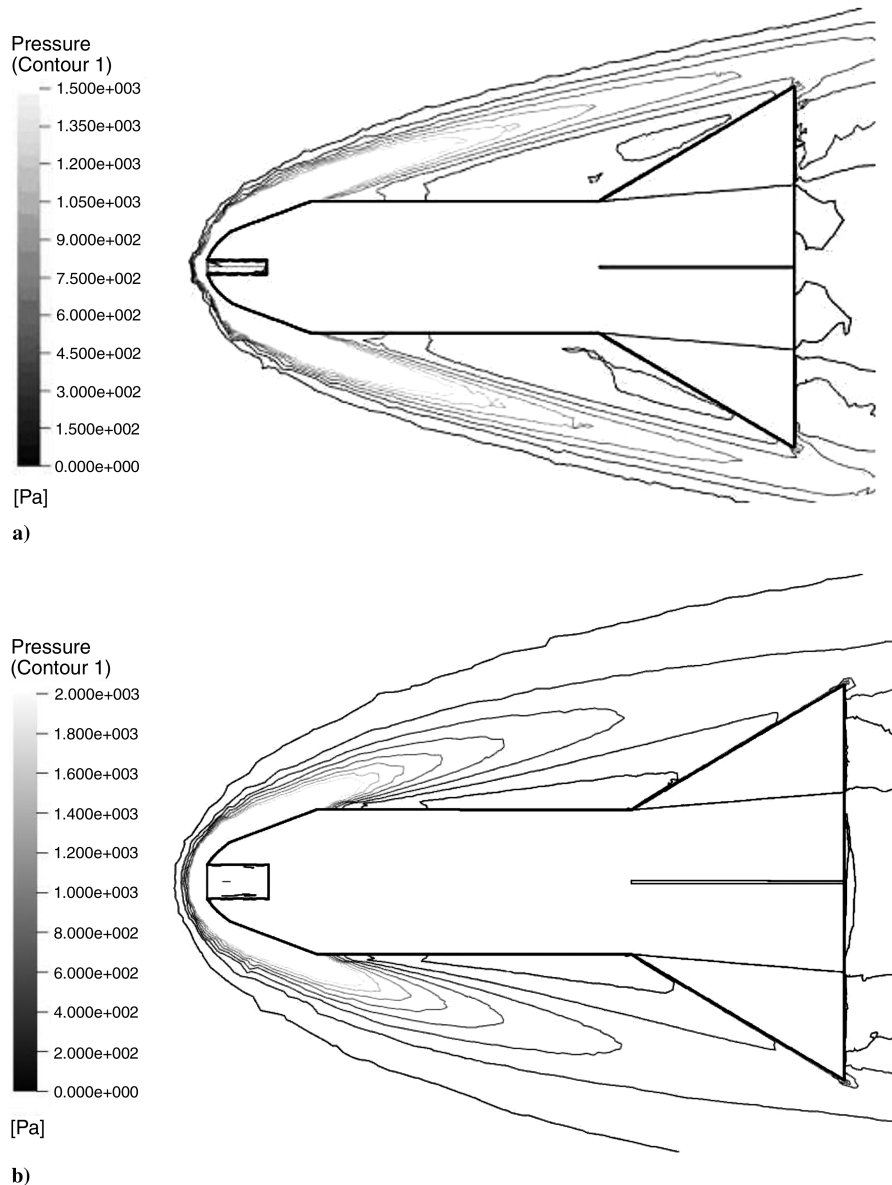 Pressure
(Contour 1)
1.500e+003
1.350e+003
1.200e+003
1.050e+003
9.000e+002
7.500e+002
6.000e+002
4.500e+002
3.000e+002
1.500e+002
0.000e+000
[Pa]
a)
Pressure
(Contour 1)
2.000e+003
1.800e+003
1.600e+003
1.400e+003
1.200e+003
1.000e+003
8.000e+002
6.000e+002
4.000e+002
2.000e+002
0.000e+000
[Pa]
b)